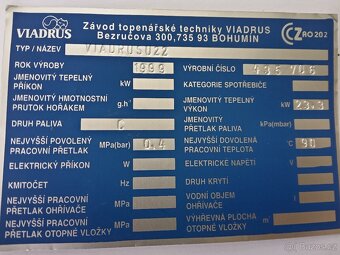 VIADRUS
Závod topenářské techniky VIADRUS
Bezručova 300,735 93 BOHUMÍN
CZ RO 202
TYP / NÁZEV VIADRUSU22
ROK VÝROBY 1999 VÝROBNÍ ČÍSLO
JMENOVITÝ TEPELNÝ PŘÍKON kW KATEGORIE SPOTŘEBIČE
JMENOVITÝ HMOTNOSTNÍ PRUTOK HOŘÁKEM g.h⁻¹ JMENOVITÝ TEPELNÝ VÝKON kW 23.3
DRUH PALIVA C JMENOVITÝ PŘETLAK PALIVA kPa(mbar)
NEJVYŠŠÍ POVOLENÝ PRACOVNÍ PŘETLAK MPa(bar) 0.4 NEJVYŠŠÍ DOVOLENÁ PRACOVNÍ TEPLOTA °C 90
ELEKTRICKÝ PŘÍKON W ELEKTRICKÉ NAPĚTÍ V
KMITOČET Hz DRUH KRYTÍ
NEJVYŠŠÍ PRACOVNÍ PŘETLAK OHŘÍVAČE MPa VODNÍ OBJEM OHŘÍVAČE l
NEJVYŠŠÍ PRACOVNÍ PŘETLAK OTOPNÉ VLOŽKY MPa VÝHŘEVNÁ PLOCHA OTOPNÉ VLOŽKY m²